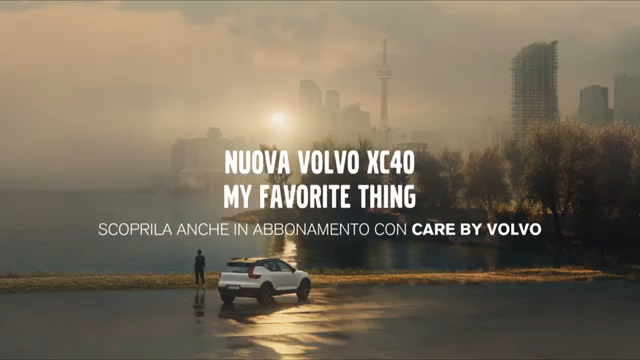 NUOVA VOLVO XC40
MY FAVORITE THING
SCOPRILA ANCHE IN ABBONAMENTO CON CARE BY VOLVO